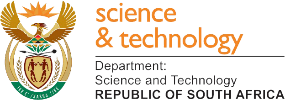 science
& technology
Department:
Science and Technology
REPUBLIC OF SOUTH AFRICA